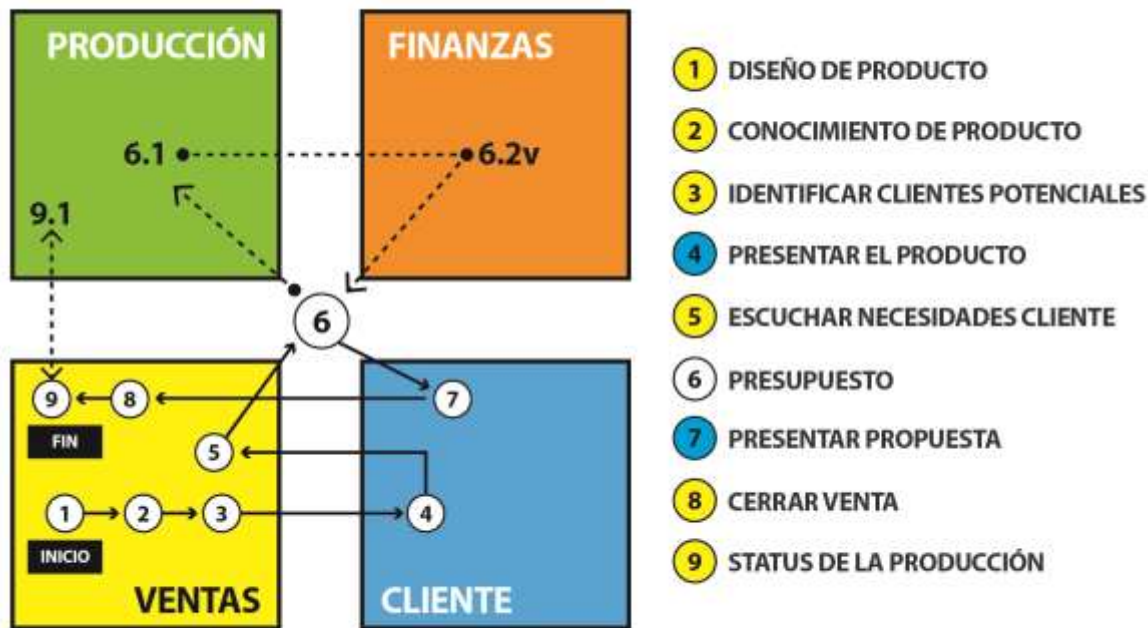 PRODUCCIÓN
FINANZAS
6.1
6.2v
9.1
6
9
8
7
FIN
5
1
2
3
4
INICIO
VENTAS
CLIENTE
1 DISEÑO DE PRODUCTO
2 CONOCIMIENTO DE PRODUCTO
3 IDENTIFICAR CLIENTES POTENCIALES
4 PRESENTAR EL PRODUCTO
5 ESCUCHAR NECESIDADES CLIENTE
6 PRESUPUESTO
7 PRESENTAR PROPUESTA
8 CERRAR VENTA
9 STATUS DE LA PRODUCCIÓN